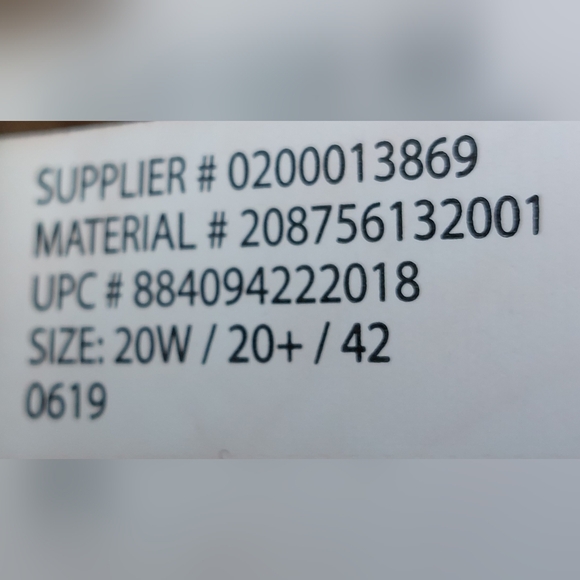 SUPPLIER # 0200013869
MATERIAL # 208756132001
UPC # 884094222018
SIZE: 20W / 20+ / 42
0619